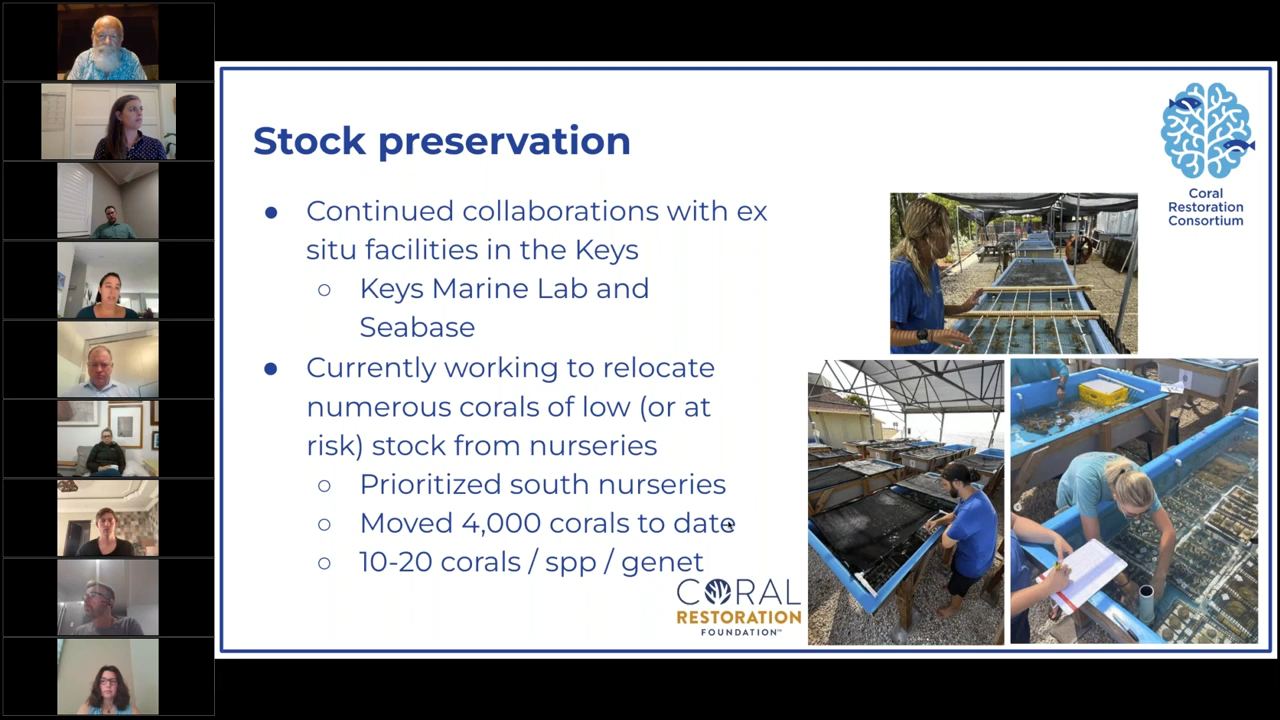 Stock preservation
● Continued collaborations with ex
situ facilities in the Keys
○ Keys Marine Lab and
Seabase
● Currently working to relocate
numerous corals of low (or at
risk) stock from nurseries
○ Prioritized south nurseries
○ Moved 4,000 corals to date
○ 10-20 corals / spp / genet
Coral
Restoration
Consortium
CORAL
RESTORATION
FOUNDATION™